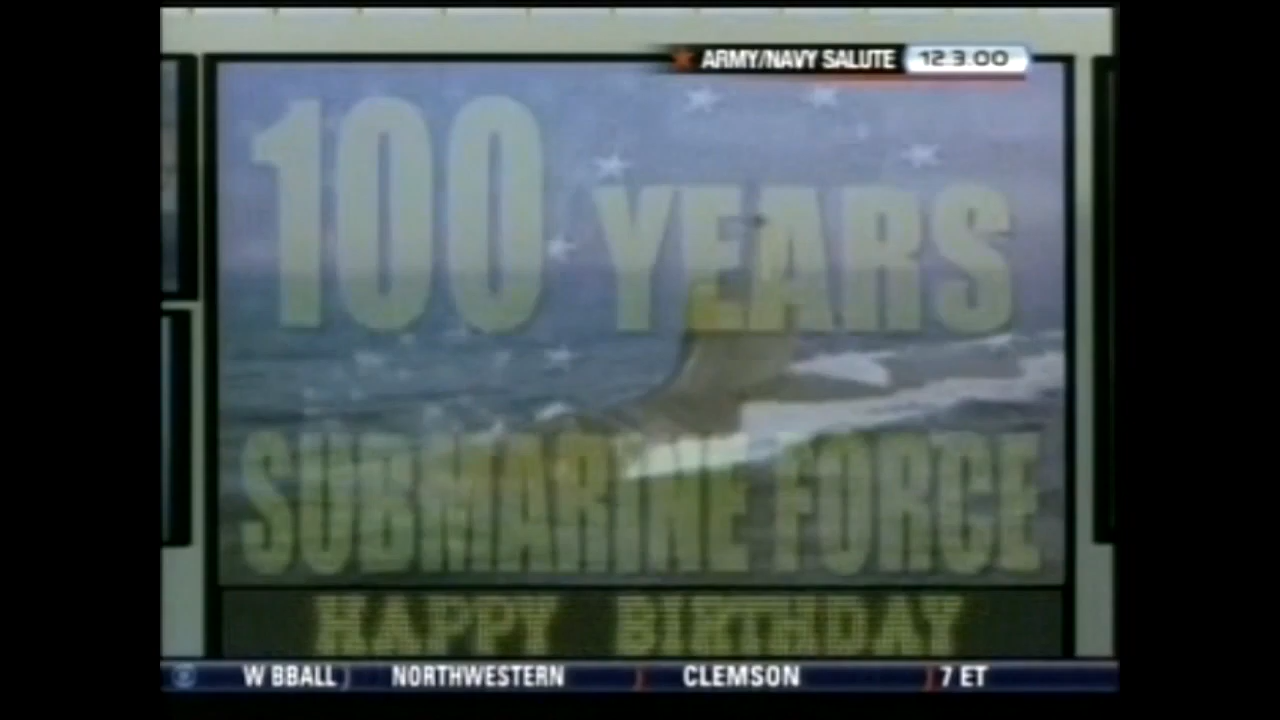 ARMY/NAVY SALUTE 12.3.00
100 YEARS
SUBMARINE FORCE
HAPPY BIRTHDAY
W BBALL NORTHWESTERN CLEMSON 7 ET